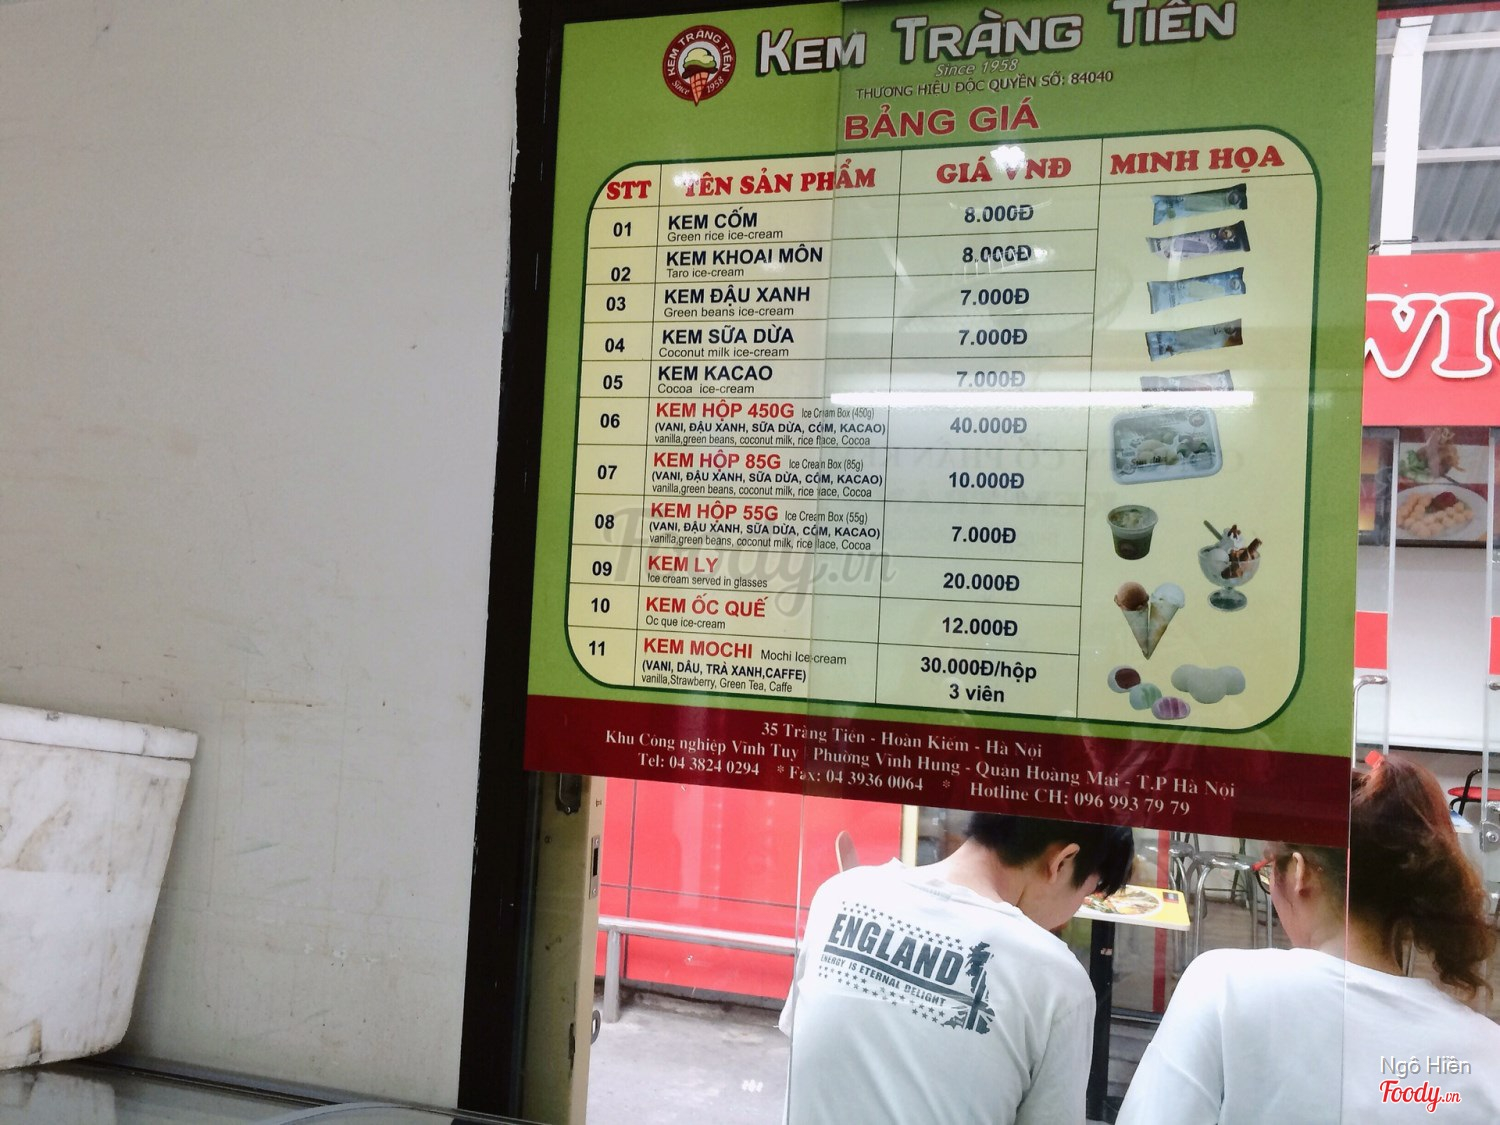 KEM TRÀNG TIỀN
Since 1958
KEM TRÀNG TIỀN
Since 1958
THƯƠNG HIỆU ĐỘC QUYỀN SỐ: 84040
BẢNG GIÁ
STT TÊN SẢN PHẨM GIÁ VNĐ MINH HỌA
01 KEM CỐM 8.000Đ
Green rice ice-cream
02 KEM KHOAI MÔN 8.000Đ
Taro ice-cream
03 KEM ĐẬU XANH 7.000Đ
Green beans ice-cream
04 KEM SỮA DỪA 7.000Đ
Coconut milk ice-cream
05 KEM KACAO 7.000Đ
Cocoa ice-cream
06 KEM HỘP 450G Ice Cream Box (450g) 40.000Đ
(VANI, ĐẬU XANH, SỮA DỪA, CỐM, KACAO)
vanilla,green beans, coconut milk, rice flace, Cocoa
07 KEM HỘP 85G Ice Cream Box (85g) 10.000Đ
(VANI, ĐẬU XANH, SỮA DỪA, CỐM, KACAO)
vanilla,green beans, coconut milk, rice flace, Cocoa
08 KEM HỘP 55G Ice Cream Box (55g) 7.000Đ
(VANI, ĐẬU XANH, SỮA DỪA, CỐM, KACAO)
vanilla,green beans, coconut milk, rice flace, Cocoa
09 KEM LY 20.000Đ
Ice cream served in glasses
10 KEM ỐC QUẾ 12.000Đ
Oc que ice-cream
11 KEM MOCHI Mochi Ice cream 30.000Đ/hộp
(VANI, DÂU, TRÀ XANH,CAFFE) 3 viên
vanilla,Strawberry, Green Tea, Caffe
35 Tràng Tiền - Hoàn Kiếm - Hà Nội
Khu Công nghiệp Vĩnh Tuy - Phường Vĩnh Hưng - Quận Hoàng Mai - T.P Hà Nội
Tel: 04 3824 0294 * Fax: 04 3936 0064 * Hotline CH: 096 993 79 79
Foody.vn
ENGLAND
ENERGY IS ETERNAL DELIGHT
Ngô Hiền
Foody.vn